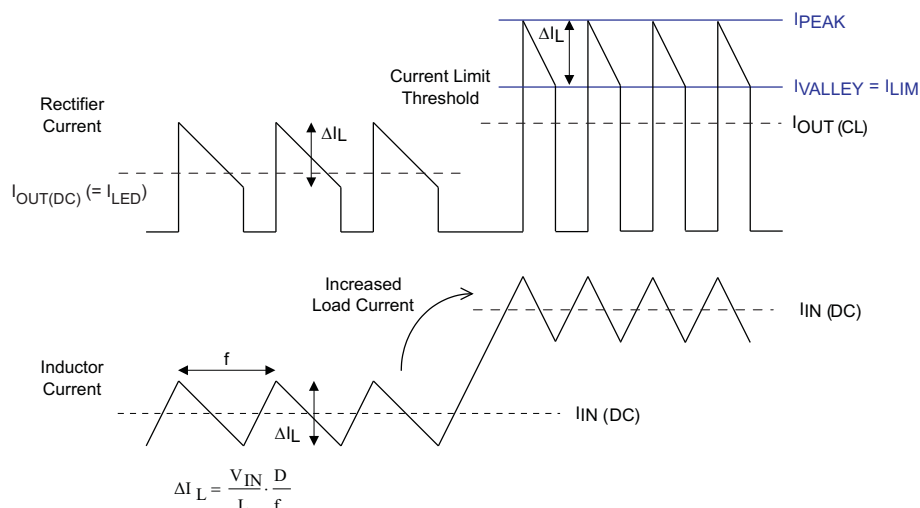 IPEAK
ΔIL
Current Limit
Threshold
IVALLEY = ILIM
Rectifier
Current
ΔIL
IOUT (CL)
IOUT(DC) (= ILED)
Increased
Load Current
IIN (DC)
f
Inductor
Current
ΔIL
IIN (DC)
ΔI L = VIN/L · D/f